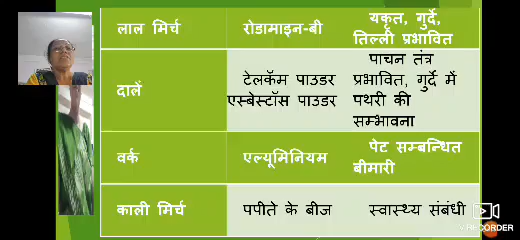 लाल मिर्च रोडामाइन-बी यकृत, गुर्दे,
तिल्ली प्रभावित
दालें टेलकॅम पाउडर
एस्बेस्टॉस पाउडर
पाचन तंत्र
प्रभावित, गुर्दे में
पथरी की
सम्भावना
वर्क एल्यूमिनियम पेट सम्बन्धित
बीमारी
काली मिर्च पपीते के बीज स्वास्थ्य संबंधी
RECORDER